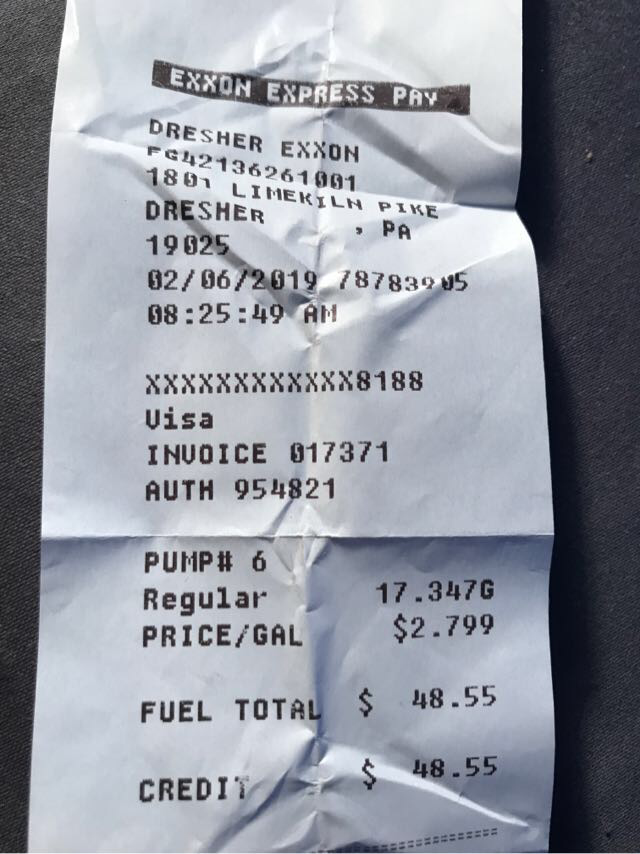 EXXON EXPRESS PAY
DRESHER EXXON
FG42136261001
1801 LIMEKILN PIKE
DRESHER , PA
19025
02/06/2019 78783905
08:25:49 AM
XXXXXXXXXXXX8188
Visa
INVOICE 017371
AUTH 954821
PUMP# 6
Regular 17.347G
PRICE/GAL $2.799
FUEL TOTAL $ 48.55
CREDIT $ 48.55